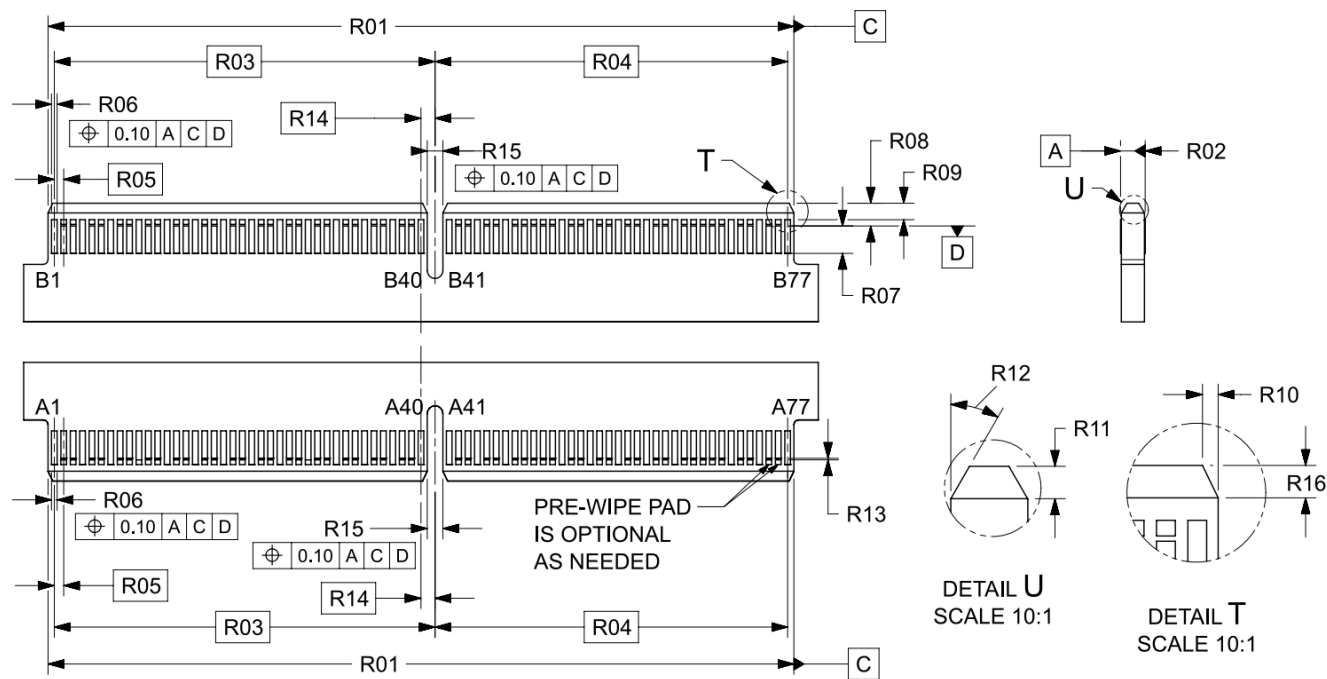 R01
C
R03
R04
R06
⌖ 0.10 A C D
R14
R15
⌖ 0.10 A C D
R05
T
R08
R09
A
R02
U
D
R07
B1
B40
B41
B77
A1
A40
A41
A77
R12
R10
R11
R16
R06
⌖ 0.10 A C D
R15
⌖ 0.10 A C D
PRE-WIPE PAD
IS OPTIONAL
AS NEEDED
R13
R05
R14
R03
R04
R01
C
DETAIL U
SCALE 10:1
DETAIL T
SCALE 10:1